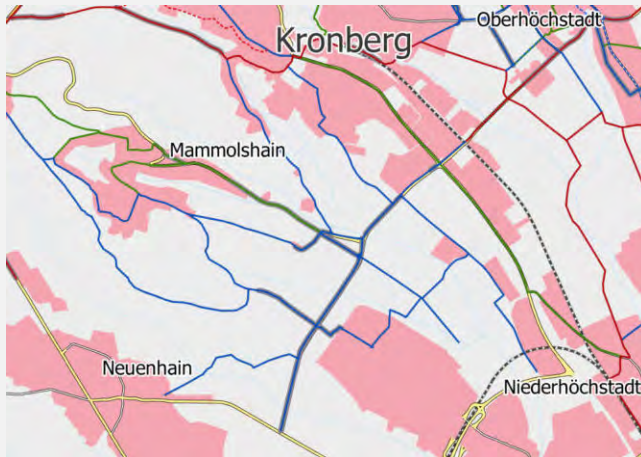 Oberhöchstadt
Kronberg
Mammolshain
Neuenhain
Niederhöchstadt